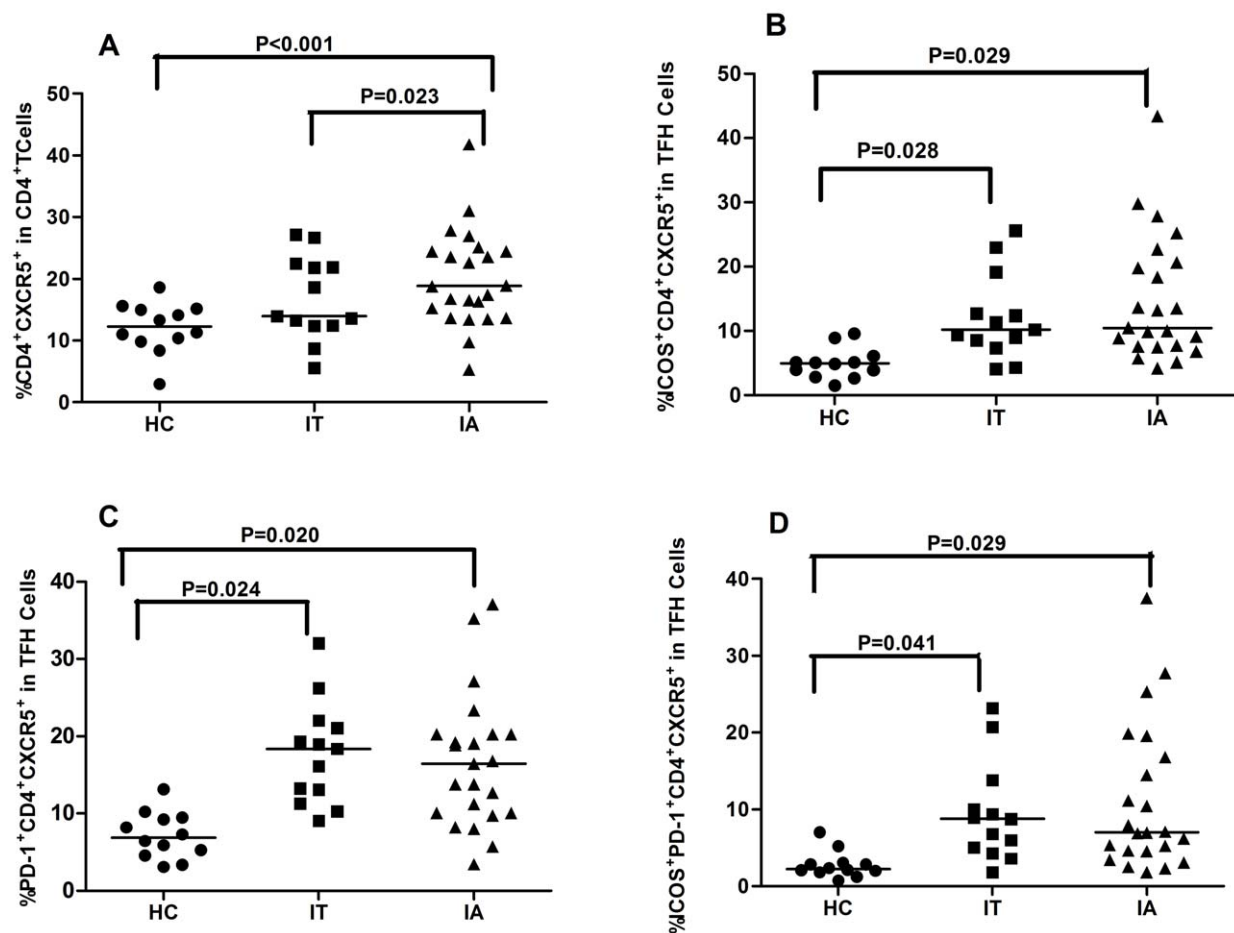 A
P<0.001
P=0.023
%CD4⁺CXCR5⁺ in CD4⁺TCells
50
40
30
20
10
0
HC IT IA
B
P=0.029
P=0.028
%ICOS⁺CD4⁺CXCR5⁺in TFH Cells
50
40
30
20
10
0
HC IT IA
C
P=0.020
P=0.024
%PD-1⁺CD4⁺CXCR5⁺ in TFH Cells
40
30
20
10
0
HC IT IA
D
P=0.029
P=0.041
%ICOS⁺PD-1⁺CD4⁺CXCR5⁺ in TFH Cells
40
30
20
10
0
HC IT IA